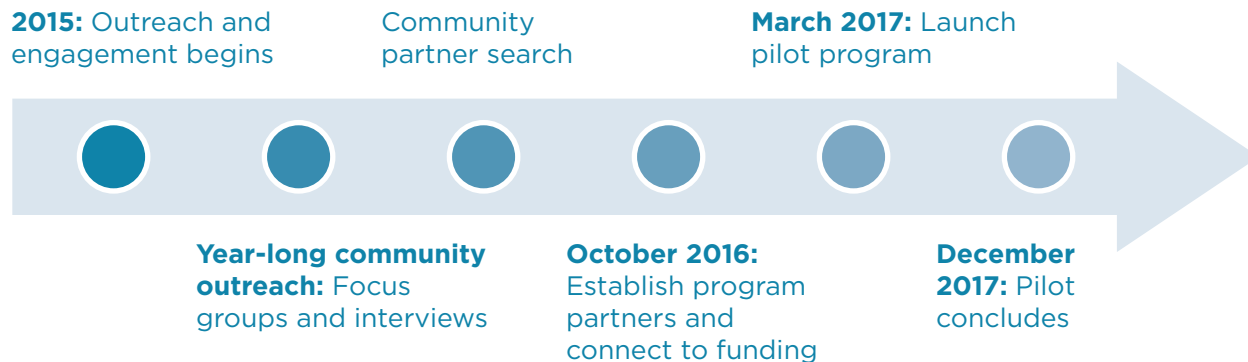 2015: Outreach and
engagement begins
Community
partner search
March 2017: Launch
pilot program
Year-long community
outreach: Focus
groups and interviews
October 2016:
Establish program
partners and
connect to funding
December
2017: Pilot
concludes